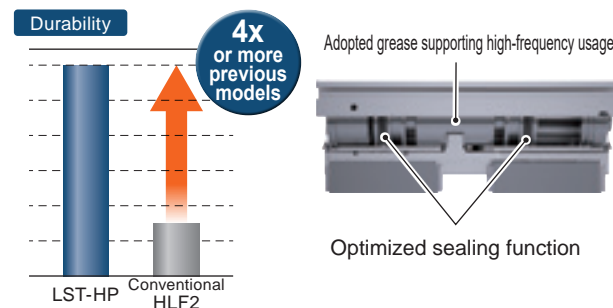 Durability
4x
or more
previous
models
LST-HP
Conventional
HLF2
Adopted grease supporting high-frequency usage
Optimized sealing function